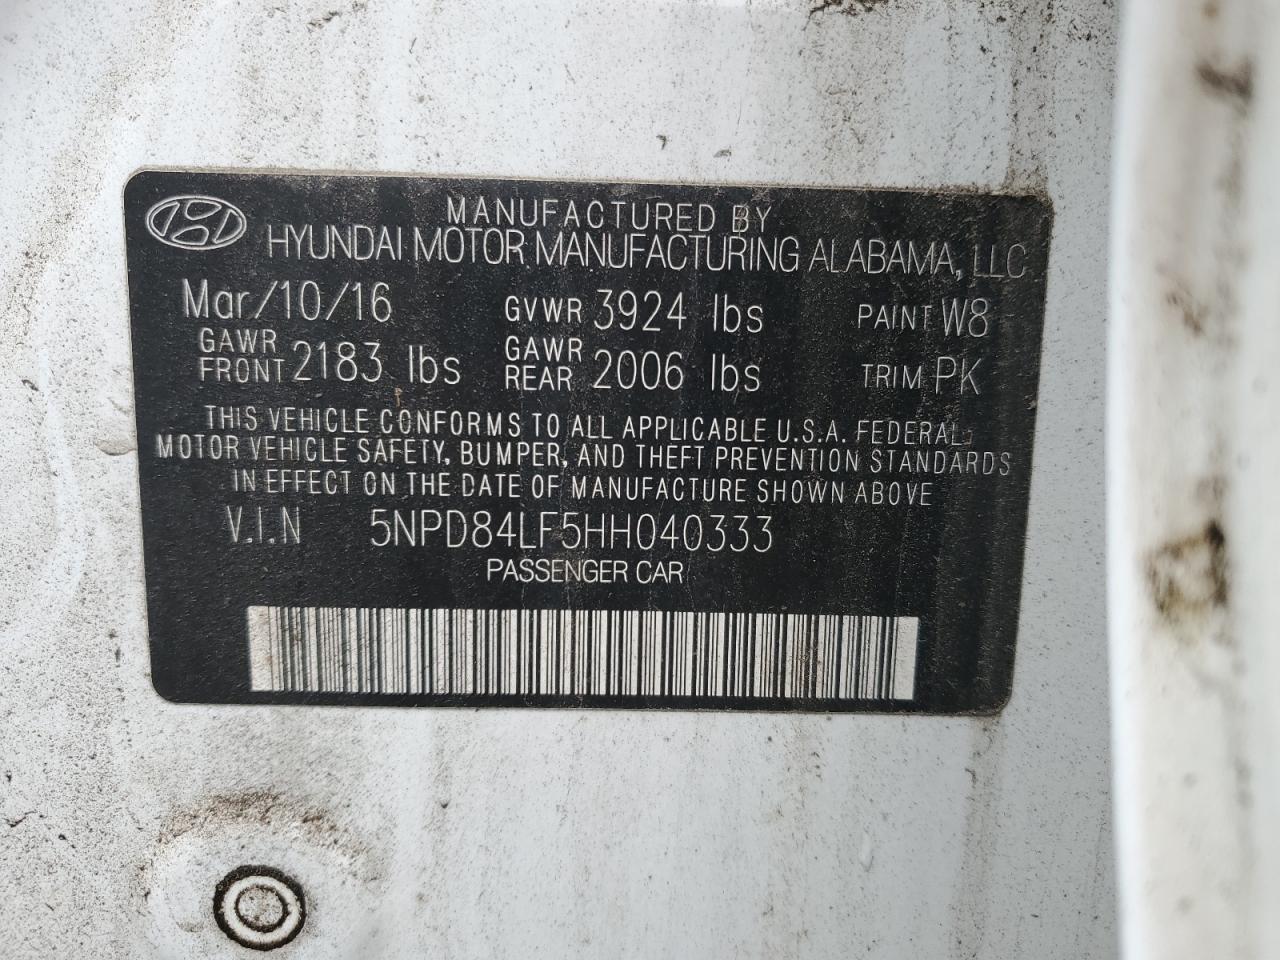 MANUFACTURED BY
HYUNDAI MOTOR MANUFACTURING ALABAMA, LLC
Mar/10/16 GVWR 3924 lbs PAINT W8
GAWR FRONT 2183 lbs GAWR REAR 2006 lbs TRIM PK
THIS VEHICLE CONFORMS TO ALL APPLICABLE U.S.A. FEDERAL
MOTOR VEHICLE SAFETY, BUMPER, AND THEFT PREVENTION STANDARDS
IN EFFECT ON THE DATE OF MANUFACTURE SHOWN ABOVE
V.I.N 5NPD84LF5HH040333
PASSENGER CAR